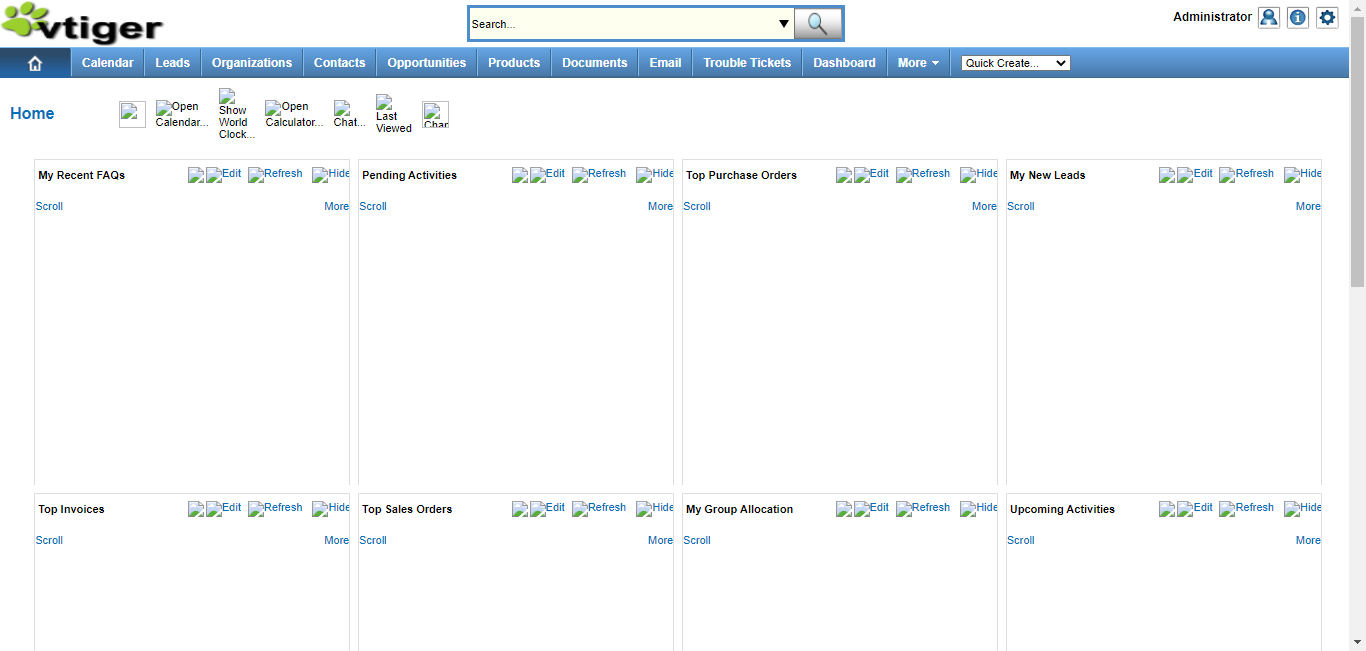 vtiger
Search...
Administrator
Calendar Leads Organizations Contacts Opportunities Products Documents Email Trouble Tickets Dashboard More Quick Create...
Home
Open Calendar...
Show World Clock...
Open Calculator...
Chat...
Last Viewed
Char
My Recent FAQs Edit Refresh Hide
Scroll More
Pending Activities Edit Refresh Hide
Scroll More
Top Purchase Orders Edit Refresh Hide
Scroll More
My New Leads Edit Refresh Hide
Scroll More
Top Invoices Edit Refresh Hide
Scroll More
Top Sales Orders Edit Refresh Hide
Scroll More
My Group Allocation Edit Refresh Hide
Scroll More
Upcoming Activities Edit Refresh Hide
Scroll More